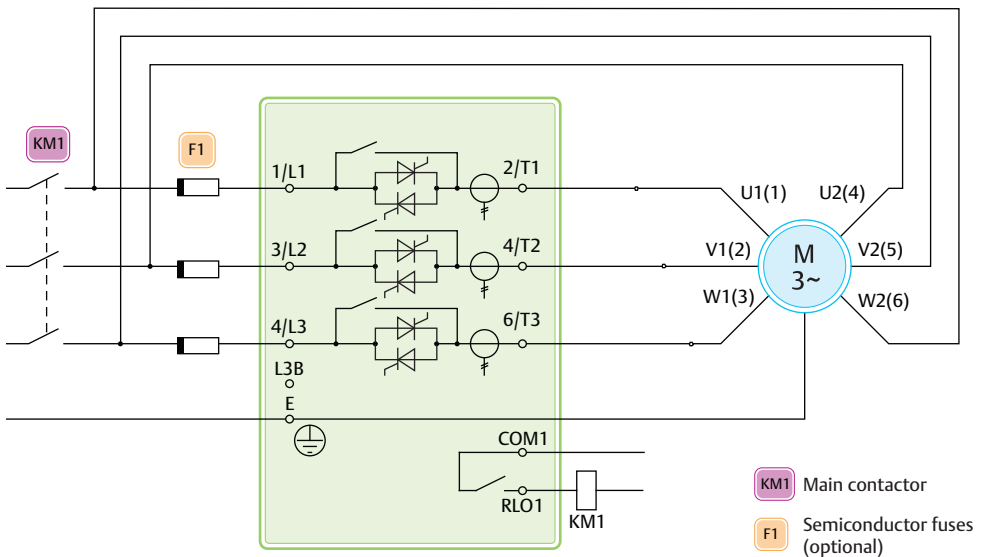 KM1
F1
1/L1
2/T1
U1(1)
U2(4)
3/L2
4/T2
V1(2)
M
3~
V2(5)
4/L3
6/T3
W1(3)
W2(6)
L3B
E
COM1
RLO1
KM1
KM1 Main contactor
F1 Semiconductor fuses
(optional)